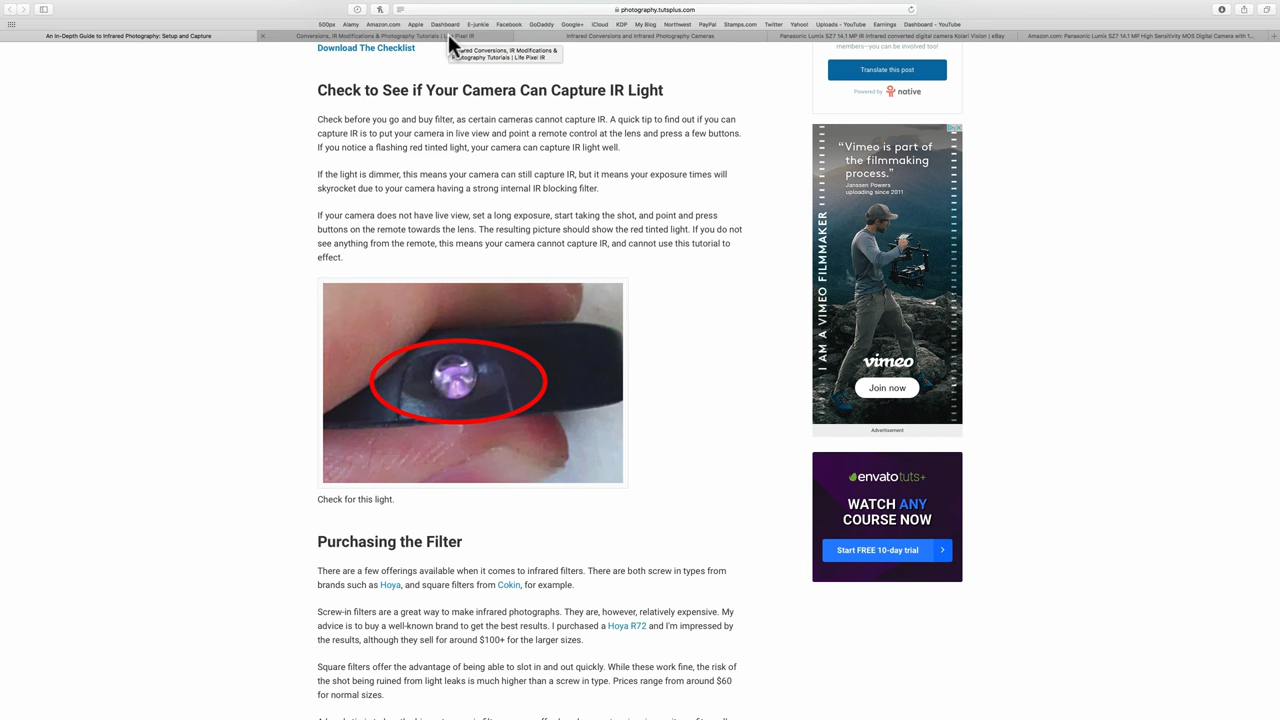 photography.tutsplus.com
500px Alamy Amazon.com Apple Dashboard E-junkie Facebook GoDaddy Google+ iCloud KDP My Blog Northwest PayPal Stamps.com Twitter Yahoo! Uploads - YouTube Earnings Dashboard - YouTube
An In-Depth Guide to Infrared Photography: Setup and Capture
Conversions, IR Modifications & Photography Tutorials | Life Pixel IR
Infrared Conversions and Infrared Photography Cameras
Panasonic Lumix SZ7 14.1 MP IR Infrared converted digital camera Kolari Vision | eBay
Amazon.com: Panasonic Lumix SZ7 14.1 MP High Sensitivity MOS Digital Camera with 1...
Conversions, IR Modifications &
Photography Tutorials | Life Pixel IR
Download The Checklist
Check to See if Your Camera Can Capture IR Light
Check before you go and buy filter, as certain cameras cannot capture IR. A quick tip to find out if you can
capture IR is to put your camera in live view and point a remote control at the lens and press a few buttons.
If you notice a flashing red tinted light, your camera can capture IR light well.
If the light is dimmer, this means your camera can still capture IR, but it means your exposure times will
skyrocket due to your camera having a strong internal IR blocking filter.
If your camera does not have live view, set a long exposure, start taking the shot, and point and press
buttons on the remote towards the lens. The resulting picture should show the red tinted light. If you do not
see anything from the remote, this means your camera cannot capture IR, and cannot use this tutorial to
effect.
Check for this light.
Purchasing the Filter
There are a few offerings available when it comes to infrared filters. There are both screw in types from
brands such as Hoya, and square filters from Cokin, for example.
Screw-in filters are a great way to make infrared photographs. They are, however, relatively expensive. My
advice is to buy a well-known brand to get the best results. I purchased a Hoya R72 and I'm impressed by
the results, although they sell for around $100+ for the larger sizes.
Square filters offer the advantage of being able to slot in and out quickly. While these work fine, the risk of
the shot being ruined from light leaks is much higher than a screw in type. Prices range from around $60
for normal sizes.
members—you can be involved too!
Translate this post
Powered by native
"Vimeo is part of
the filmmaking
process."
Janssen Powers
uploading since 2011
I AM A VIMEO FILMMAKER
vimeo
Join now
Advertisement
envatotuts+
WATCH ANY
COURSE NOW
Start FREE 10-day trial